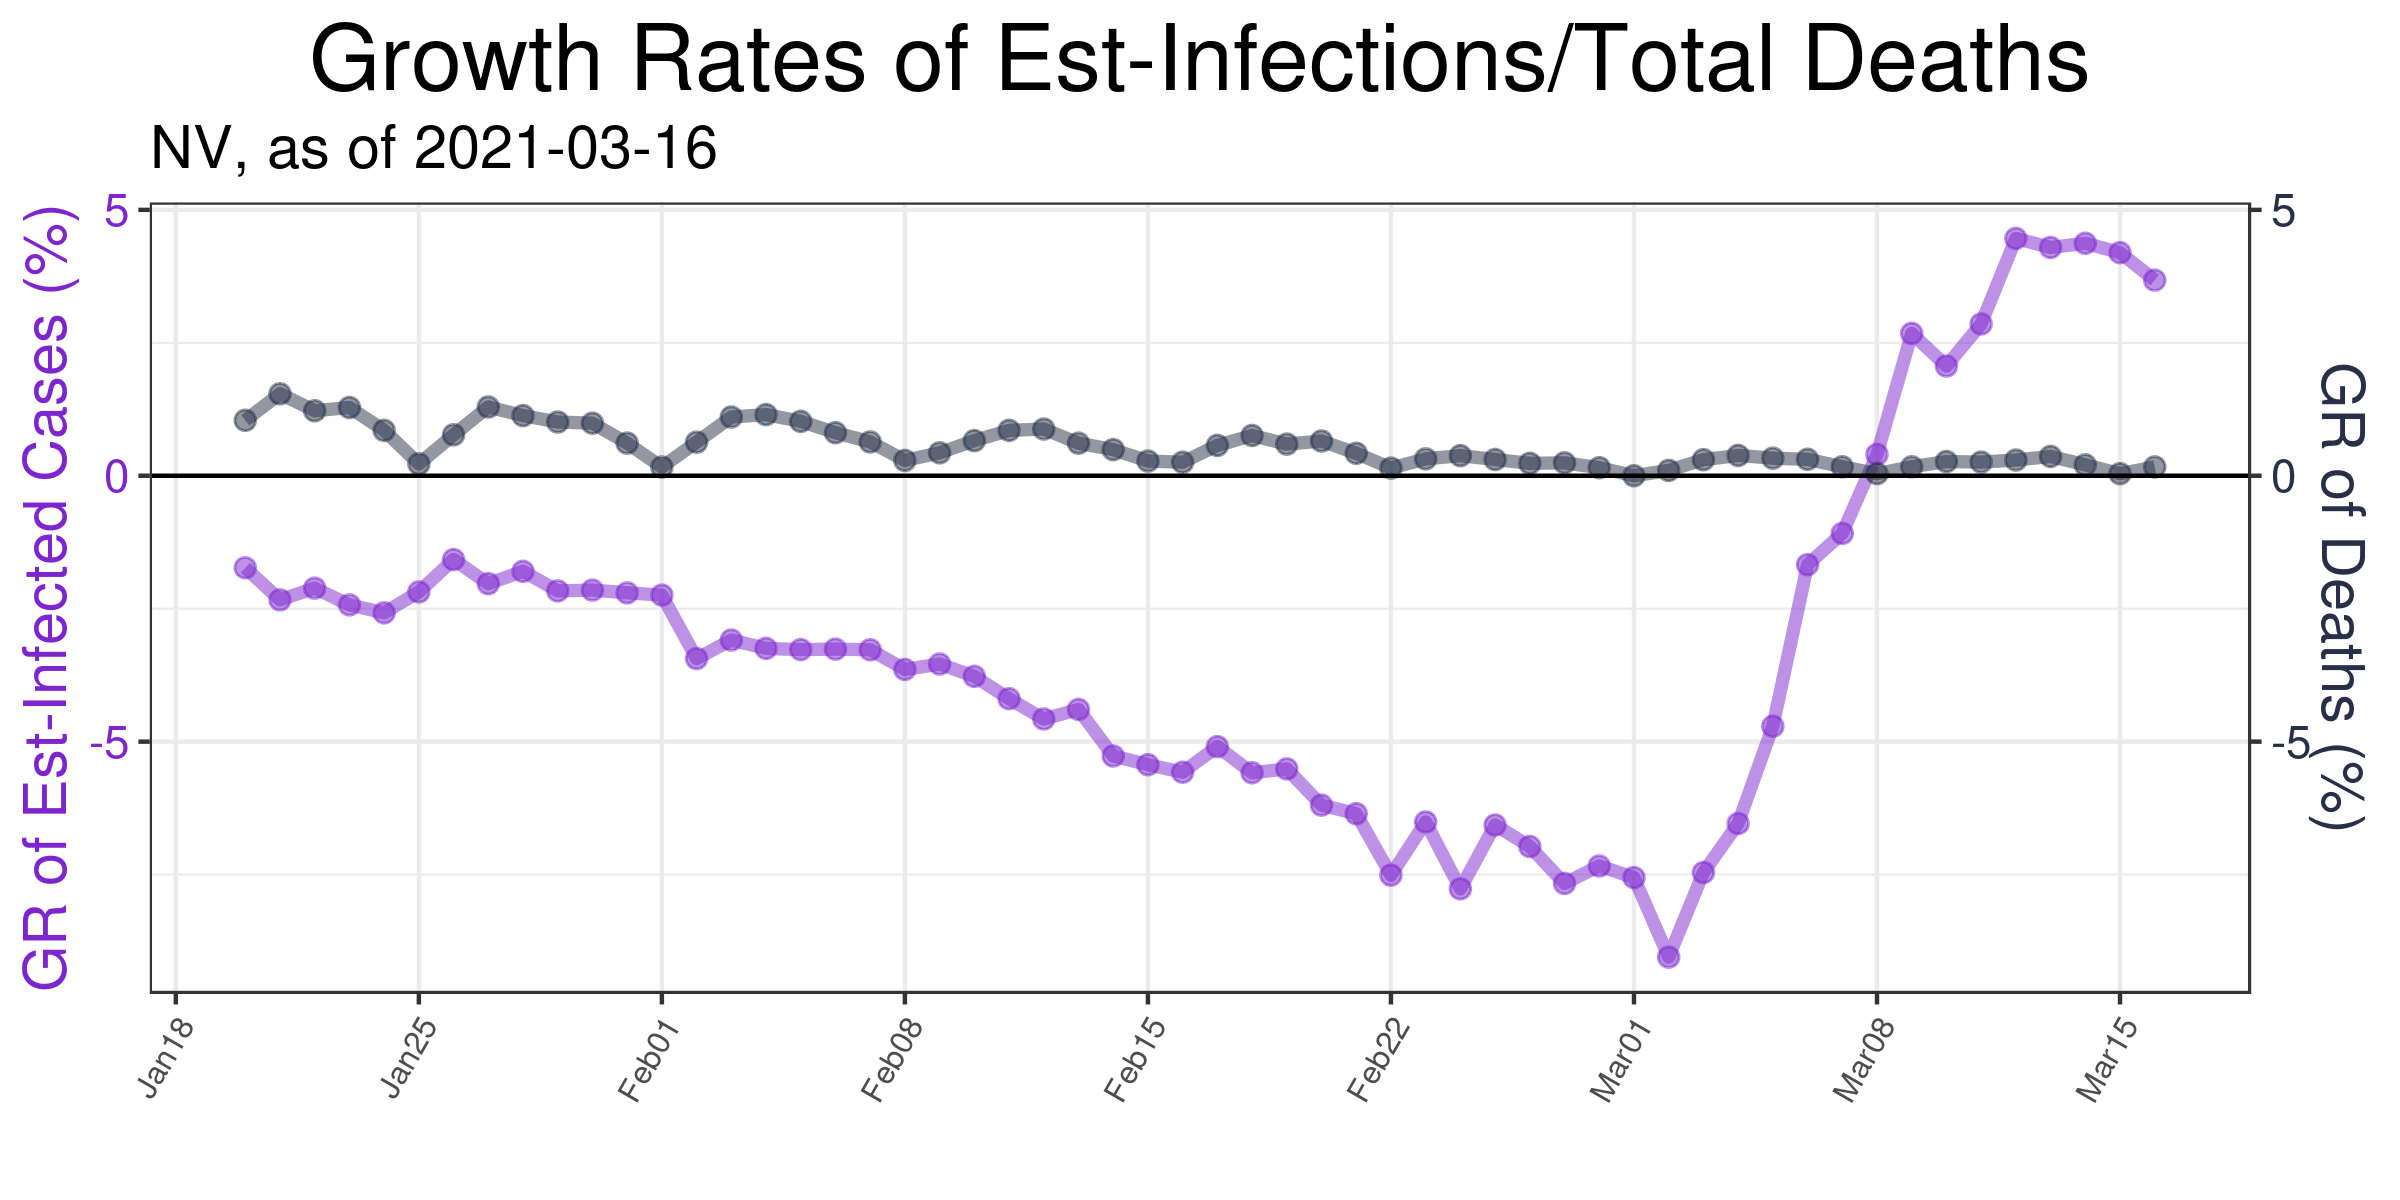 Growth Rates of Est-Infections/Total Deaths
NV, as of 2021-03-16
GR of Est-Infected Cases (%)
5
0
-5
5
0
-5
GR of Deaths (%)
Jan18
Jan25
Feb01
Feb08
Feb15
Feb22
Mar01
Mar08
Mar15